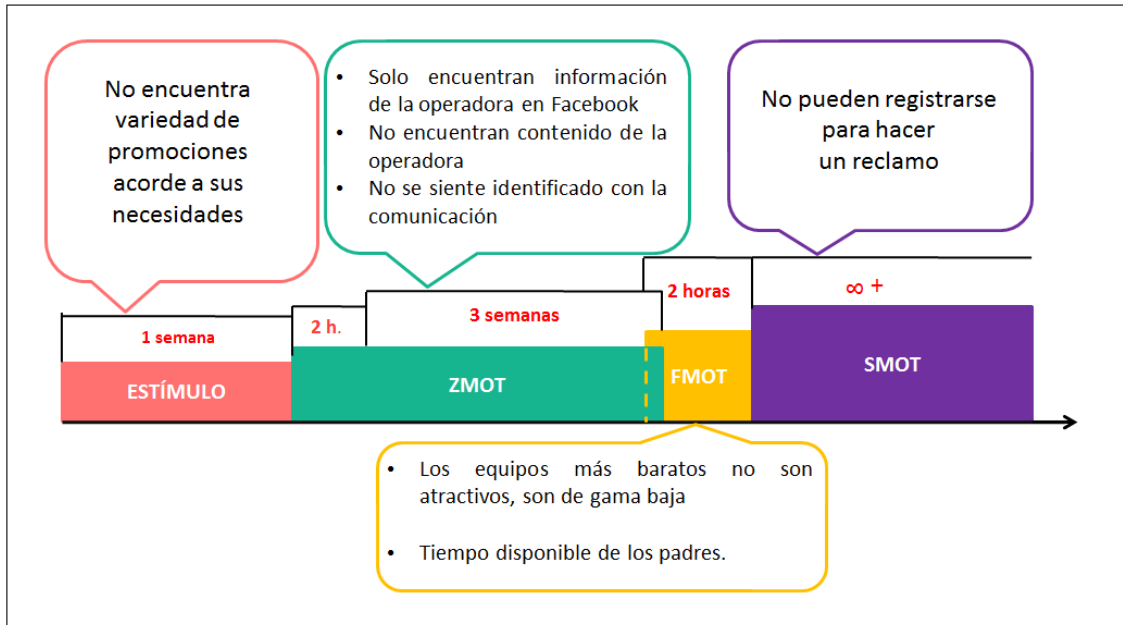 No encuentra
variedad de
promociones
acorde a sus
necesidades
• Solo encuentran información
de la operadora en Facebook
• No encuentran contenido de la
operadora
• No se siente identificado con la
comunicación
No pueden registrarse
para hacer
un reclamo
1 semana
2 h.
3 semanas
2 horas
∞ +
ESTÍMULO
ZMOT
FMOT
SMOT
• Los equipos más baratos no son
atractivos, son de gama baja
• Tiempo disponible de los padres.